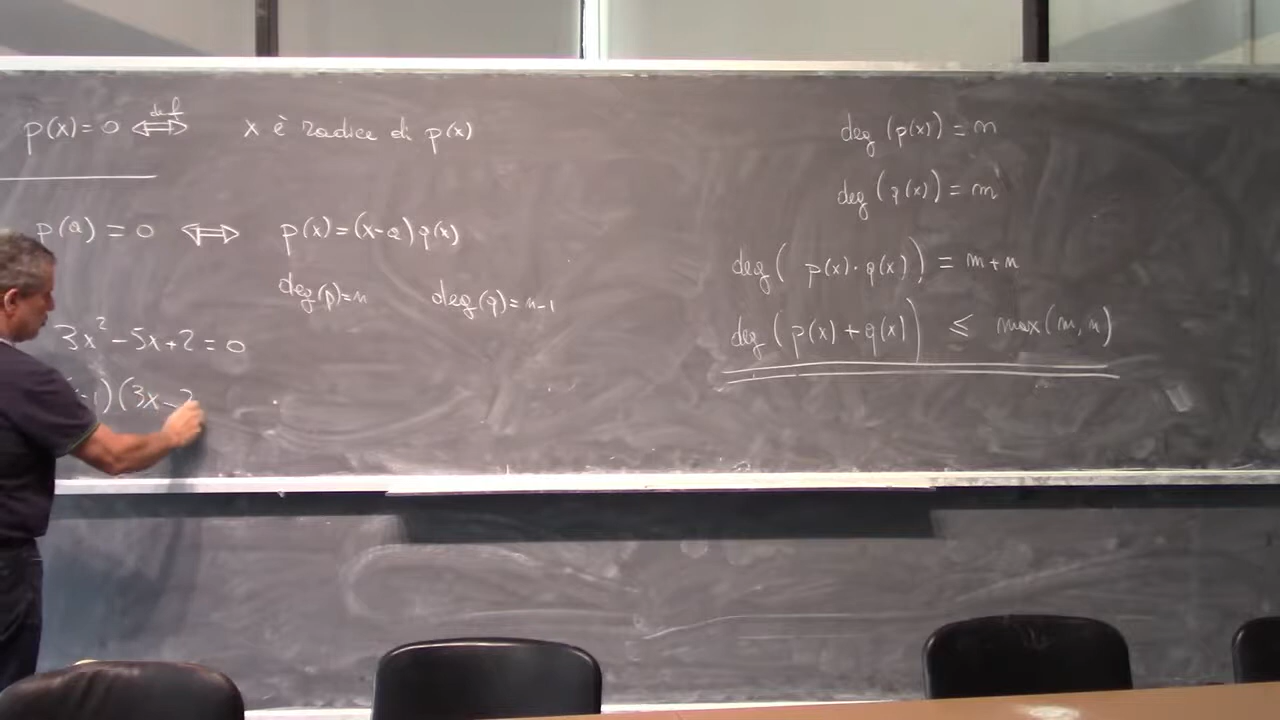 p(x)=0 ⟺ x è radice di p(x)
def
p(a)=0 ⟺ p(x)=(x-a)q(x)
deg(p)=n deg(q)=n-1
3x² - 5x + 2 = 0
-1)(3x-2
deg(p(x))=n
deg(q(x))=m
deg(p(x)·q(x))=m+n
deg(p(x)+q(x)) ≤ max(m,n)